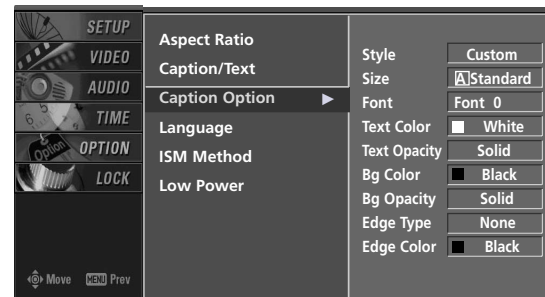 SETUP
VIDEO
AUDIO
TIME
OPTION
LOCK
Move MENU Prev
Aspect Ratio
Caption/Text
Caption Option
Language
ISM Method
Low Power
Style Custom
Size A Standard
Font Font 0
Text Color White
Text Opacity Solid
Bg Color Black
Bg Opacity Solid
Edge Type None
Edge Color Black
Option